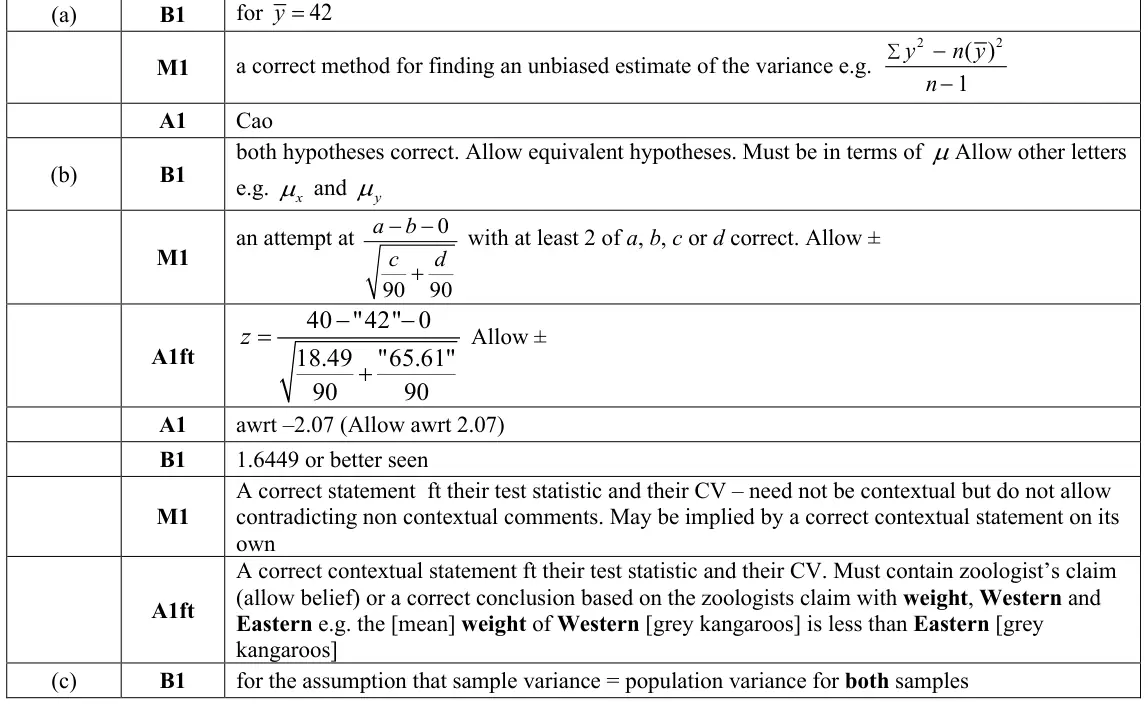 (a) B1 for y̅ = 42
M1 a correct method for finding an unbiased estimate of the variance e.g. (∑y² − n(y̅)²)/(n − 1)
A1 Cao
(b) B1 both hypotheses correct. Allow equivalent hypotheses. Must be in terms of μ Allow other letters
e.g. μₓ and μᵧ
M1 an attempt at (a − b − 0)/√(c/90 + d/90) with at least 2 of a, b, c or d correct. Allow ±
A1ft z = (40 − "42" − 0)/√(18.49/90 + "65.61"/90) Allow ±
A1 awrt –2.07 (Allow awrt 2.07)
B1 1.6449 or better seen
M1 A correct statement ft their test statistic and their CV – need not be contextual but do not allow
contradicting non contextual comments. May be implied by a correct contextual statement on its
own
A1ft A correct contextual statement ft their test statistic and their CV. Must contain zoologist's claim
(allow belief) or a correct conclusion based on the zoologists claim with weight, Western and
Eastern e.g. the [mean] weight of Western [grey kangaroos] is less than Eastern [grey
kangaroos]
(c) B1 for the assumption that sample variance = population variance for both samples